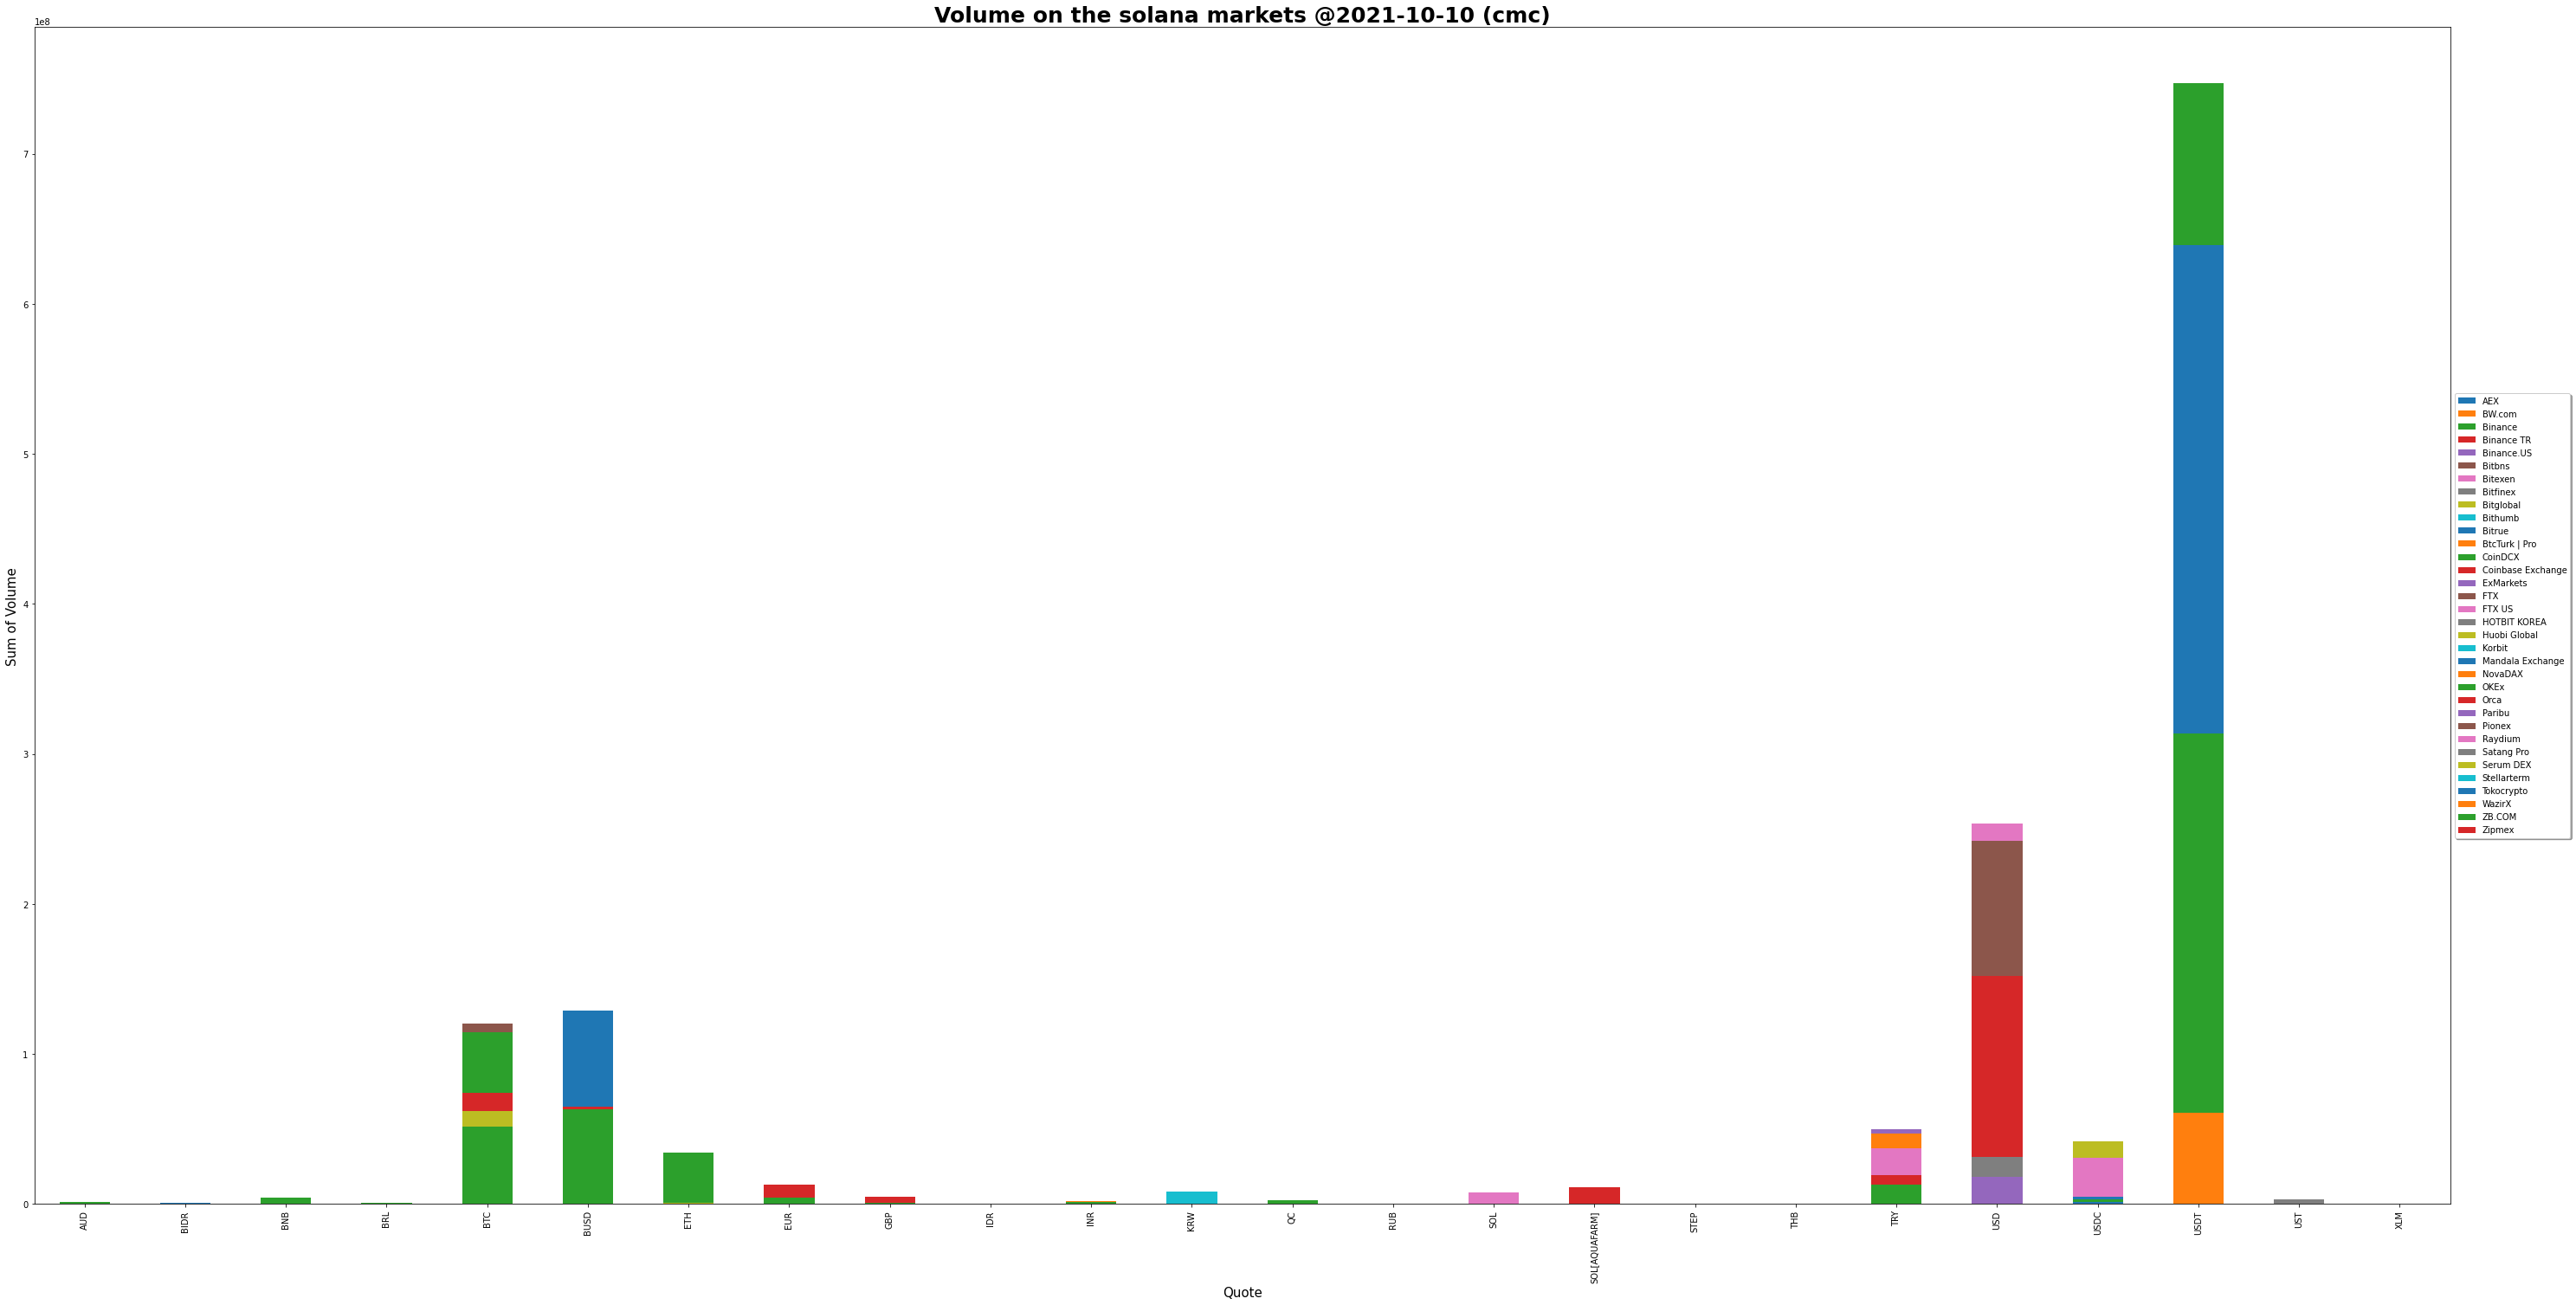 Volume on the solana markets @2021-10-10 (cmc)
1e8
7
6
5
4
3
2
1
0
Sum of Volume
AUD
BIDR
BNB
BRL
BTC
BUSD
ETH
EUR
GBP
IDR
INR
KRW
QC
RUB
SOL
SOL[AQUAFARM]
STEP
THB
TRY
USD
USDC
USDT
UST
XLM
Quote
AEX
BW.com
Binance
Binance TR
Binance.US
Bitbns
Bitexen
Bitfinex
Bitglobal
Bithumb
Bitrue
BtcTurk | Pro
CoinDCX
Coinbase Exchange
ExMarkets
FTX
FTX US
HOTBIT KOREA
Huobi Global
Korbit
Mandala Exchange
NovaDAX
OKEx
Orca
Paribu
Pionex
Raydium
Satang Pro
Serum DEX
Stellarterm
Tokocrypto
WazirX
ZB.COM
Zipmex